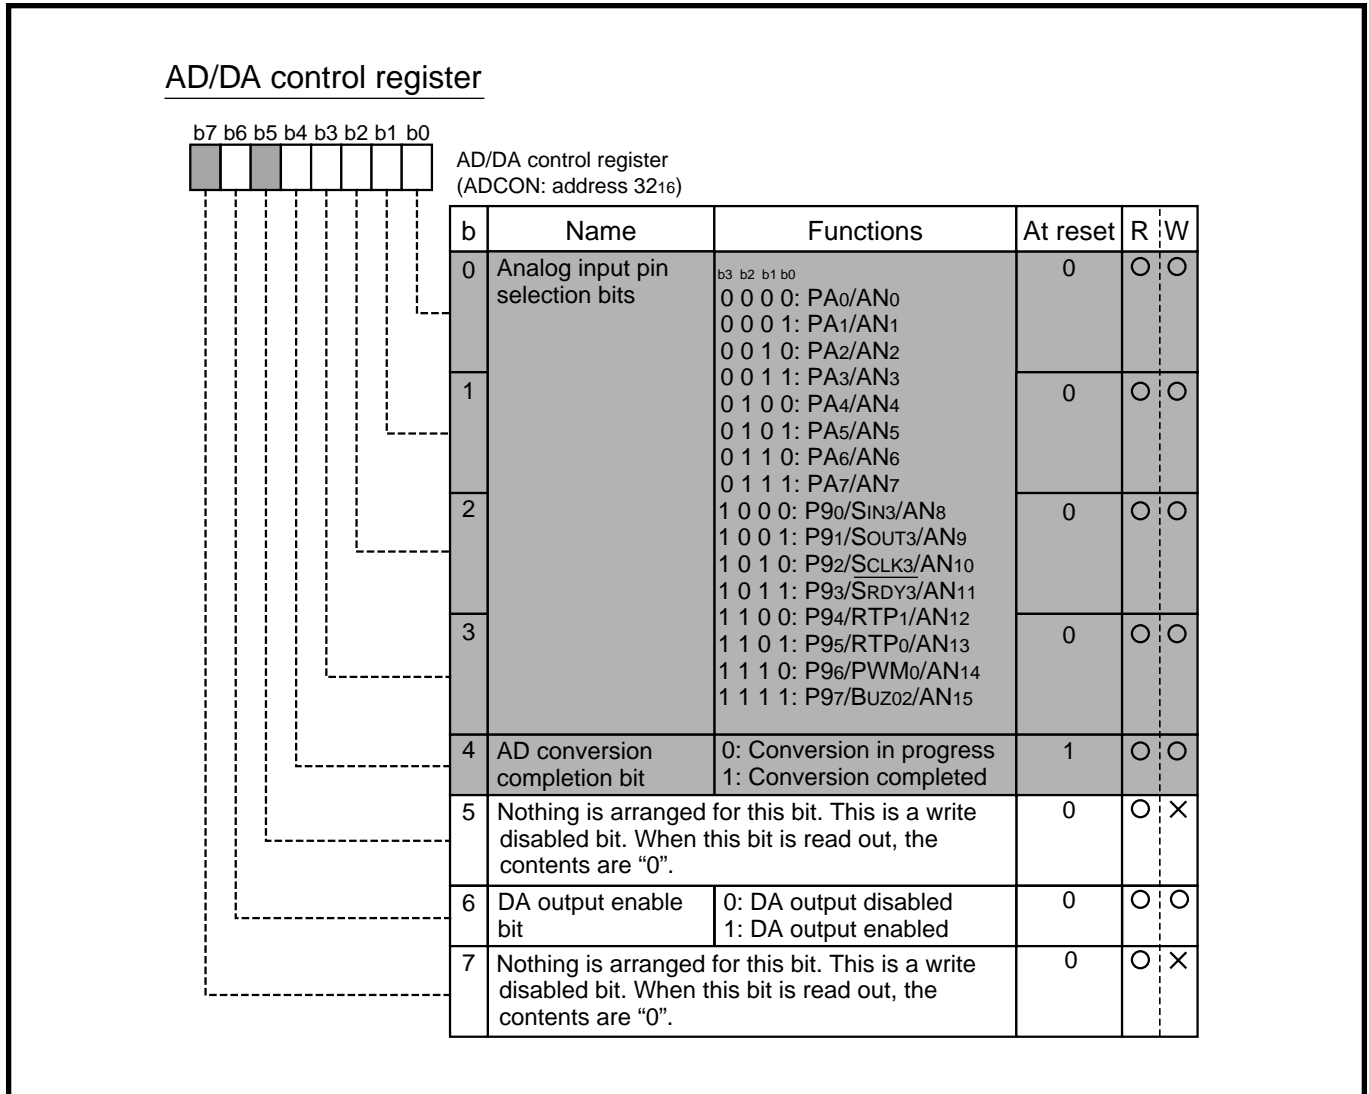 AD/DA control register
b7 b6 b5 b4 b3 b2 b1 b0
AD/DA control register
(ADCON: address 3216)
b Name Functions At reset R W
0 Analog input pin selection bits 0 ○ ○
b3 b2 b1 b0
0 0 0 0: PA0/AN0
0 0 0 1: PA1/AN1
0 0 1 0: PA2/AN2
0 0 1 1: PA3/AN3
1 0 ○ ○
0 1 0 0: PA4/AN4
0 1 0 1: PA5/AN5
0 1 1 0: PA6/AN6
0 1 1 1: PA7/AN7
2 0 ○ ○
1 0 0 0: P90/SIN3/AN8
1 0 0 1: P91/SOUT3/AN9
1 0 1 0: P92/SCLK3/AN10
1 0 1 1: P93/SRDY3/AN11
1 1 0 0: P94/RTP1/AN12
3 0 ○ ○
1 1 0 1: P95/RTP0/AN13
1 1 1 0: P96/PWM0/AN14
1 1 1 1: P97/BUZ02/AN15
4 AD conversion 0: Conversion in progress 1 ○ ○
completion bit 1: Conversion completed
5 Nothing is arranged for this bit. This is a write 0 ○ ×
disabled bit. When this bit is read out, the
contents are “0”.
6 DA output enable 0: DA output disabled 0 ○ ○
bit 1: DA output enabled
7 Nothing is arranged for this bit. This is a write 0 ○ ×
disabled bit. When this bit is read out, the
contents are “0”.